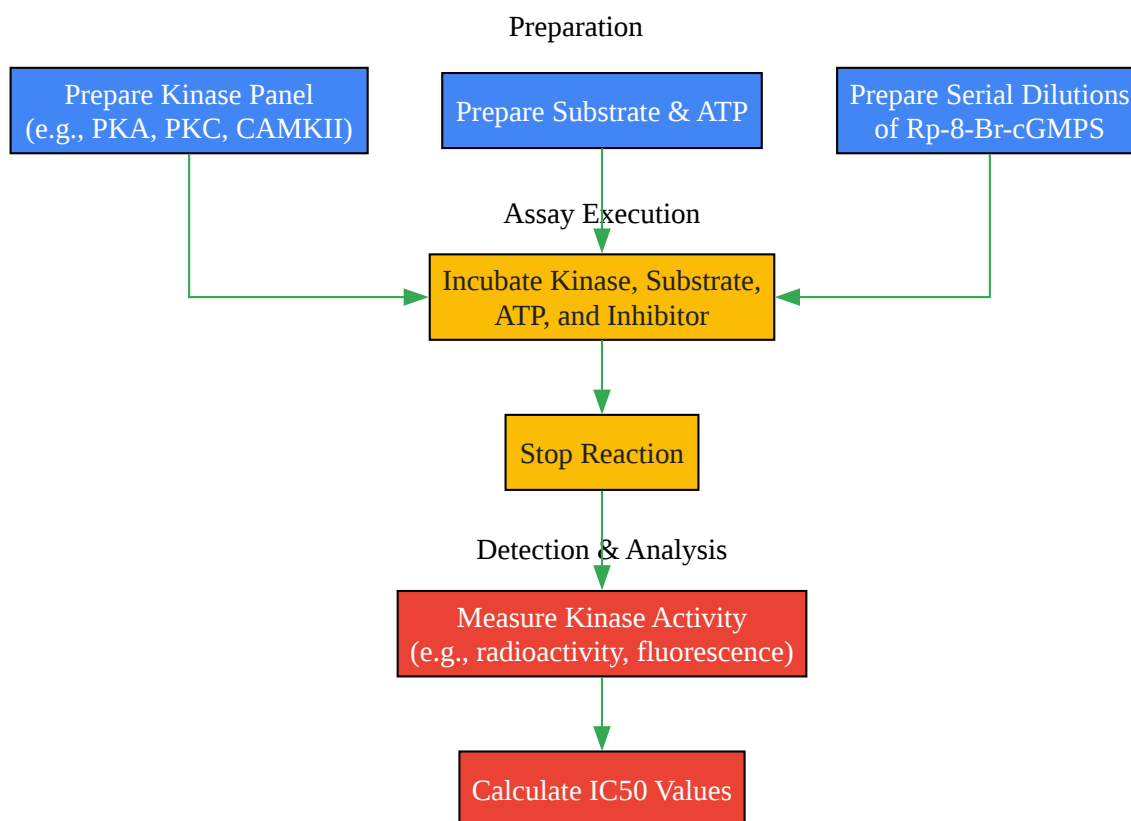 Preparation
Prepare Kinase Panel
(e.g., PKA, PKC, CAMKII)
Prepare Substrate & ATP
Prepare Serial Dilutions
of Rp-8-Br-cGMPS
Assay Execution
Incubate Kinase, Substrate,
ATP, and Inhibitor
Stop Reaction
Detection & Analysis
Measure Kinase Activity
(e.g., radioactivity, fluorescence)
Calculate IC50 Values